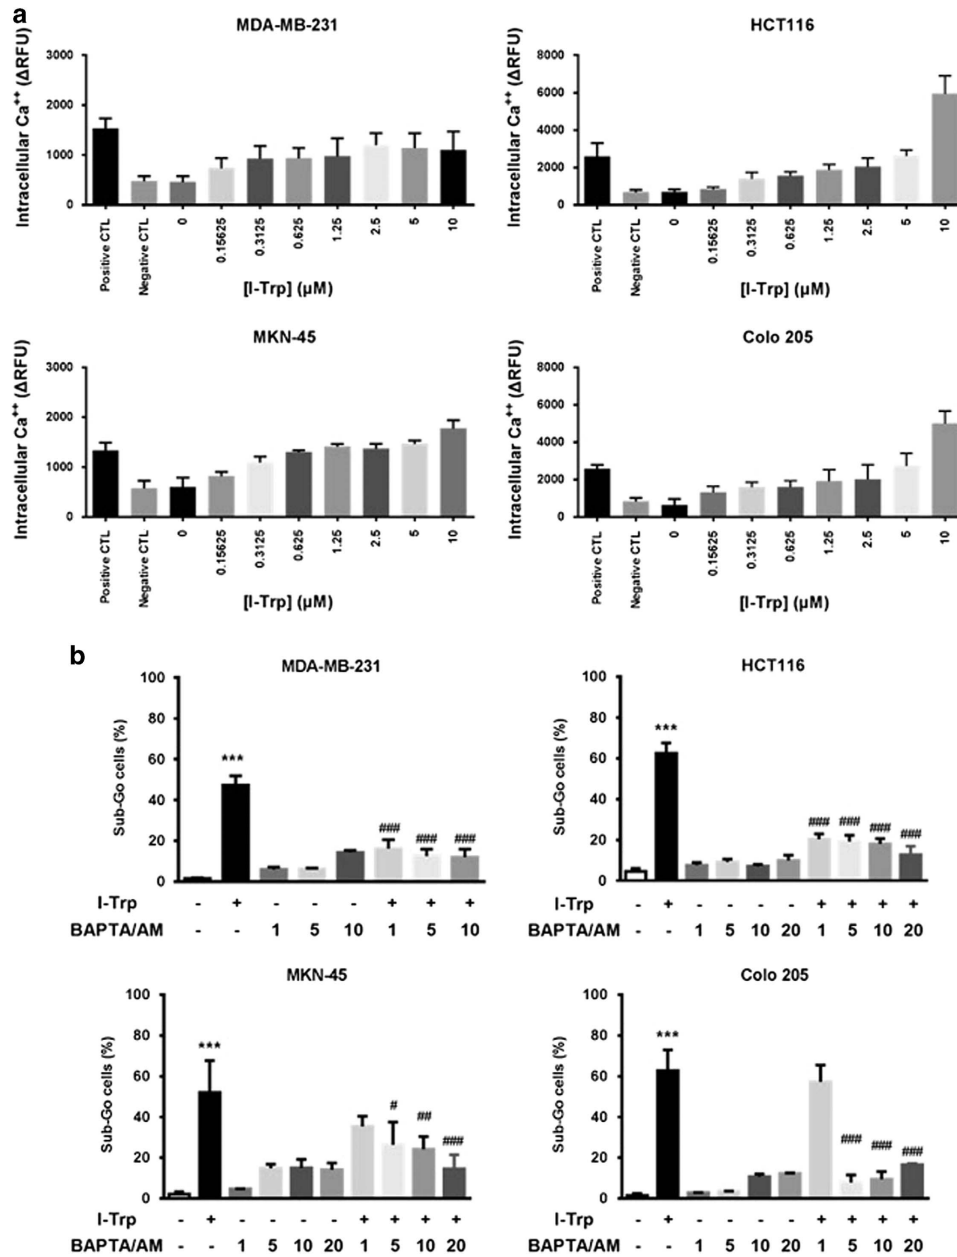 a
MDA-MB-231
Intracellular Ca++ (ΔRFU)
3000
2000
1000
0
Positive CTL
Negative CTL
0
0.15625
0.3125
0.625
1.25
2.5
5
10
[I-Trp] (µM)
HCT116
Intracellular Ca++ (ΔRFU)
8000
6000
4000
2000
0
Positive CTL
Negative CTL
0
0.15625
0.3125
0.625
1.25
2.5
5
10
[I-Trp] (µM)
MKN-45
Intracellular Ca++ (ΔRFU)
3000
2000
1000
0
Positive CTL
Negative CTL
0
0.15625
0.3125
0.625
1.25
2.5
5
10
[I-Trp] (µM)
Colo 205
Intracellular Ca++ (ΔRFU)
8000
6000
4000
2000
0
Positive CTL
Negative CTL
0
0.15625
0.3125
0.625
1.25
2.5
5
10
[I-Trp] (µM)
b
MDA-MB-231
Sub-Go cells (%)
100
80
60
40
20
0
*** ### ### ###
I-Trp - + - - - + + +
BAPTA/AM - - 1 5 10 1 5 10
HCT116
Sub-Go cells (%)
100
80
60
40
20
0
*** ### ### ### ###
I-Trp - + - - - - + + + +
BAPTA/AM - - 1 5 10 20 1 5 10 20
MKN-45
Sub-Go cells (%)
100
80
60
40
20
0
*** # ## ###
I-Trp - + - - - - + + + +
BAPTA/AM - - 1 5 10 20 1 5 10 20
Colo 205
Sub-Go cells (%)
100
80
60
40
20
0
*** ### ### ###
I-Trp - + - - - - + + + +
BAPTA/AM - - 1 5 10 20 1 5 10 20